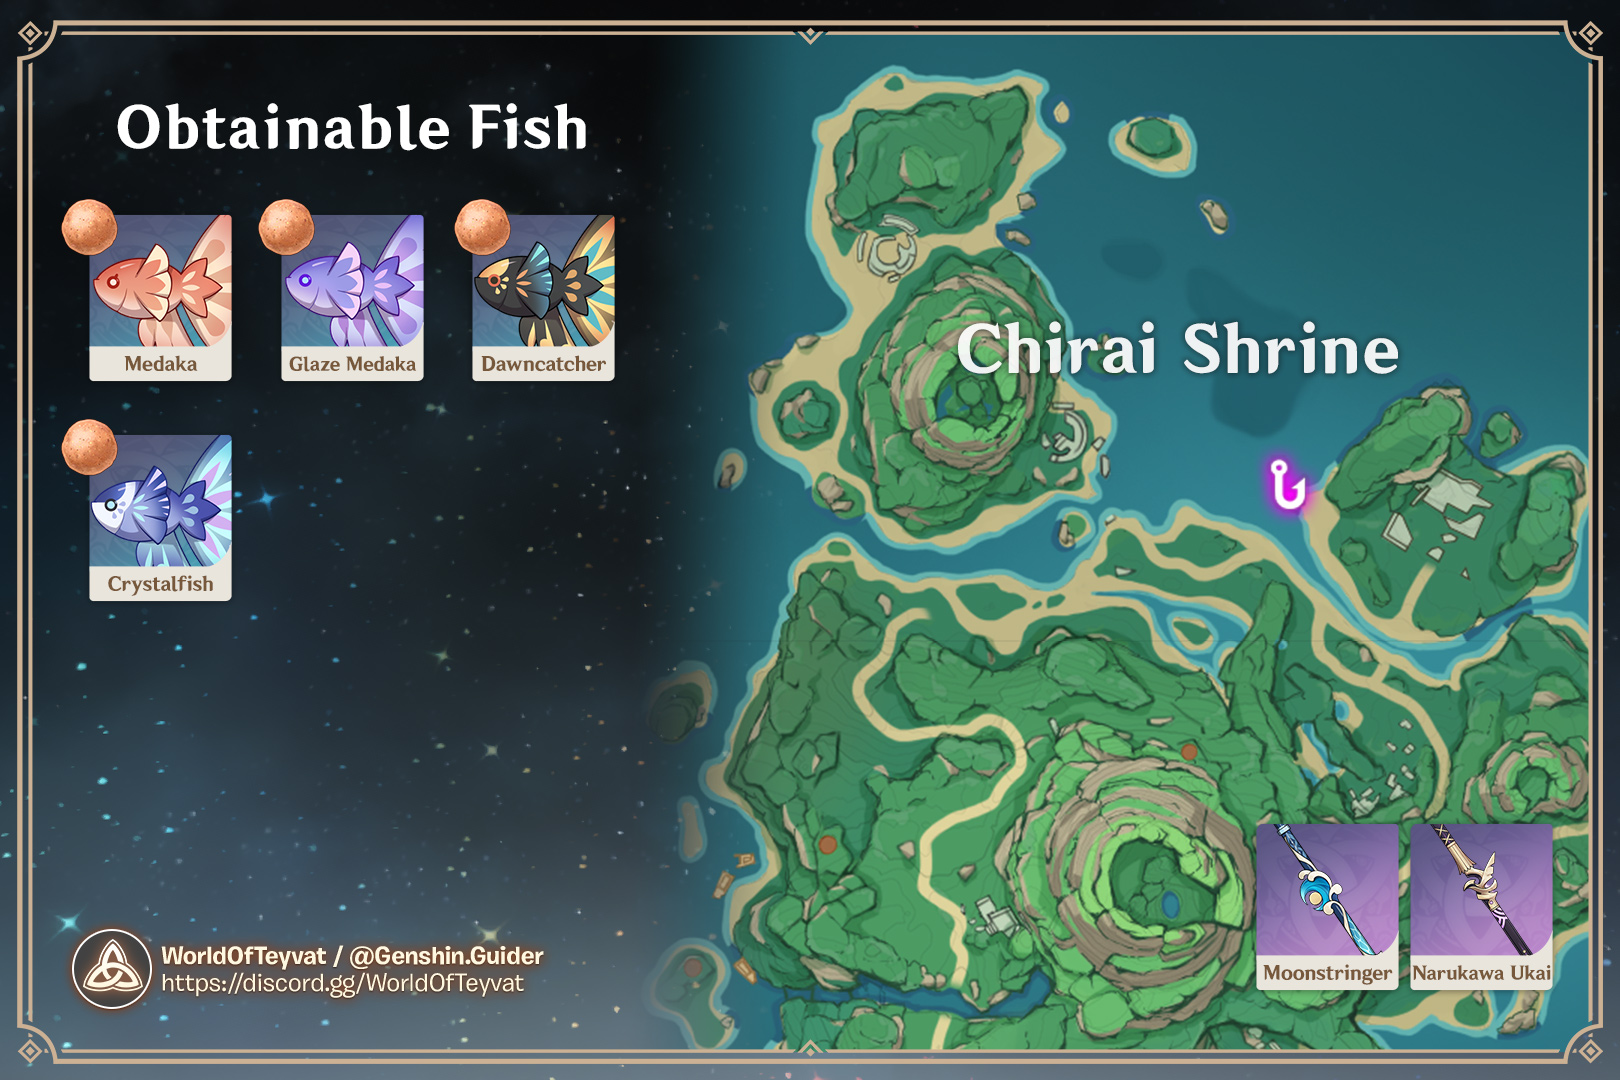 Obtainable Fish
Medaka
Glaze Medaka
Dawncatcher
Crystalfish
Chirai Shrine
Moonstringer
Narukawa Ukai
WorldOfTeyvat / @Genshin.Guider
https://discord.gg/WorldOfTeyvat